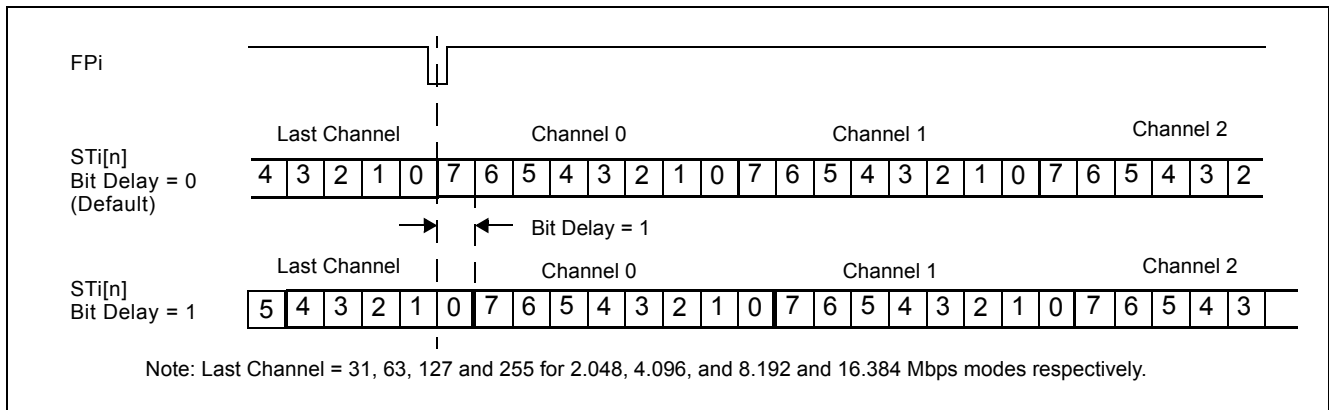 FPi
Last Channel Channel 0 Channel 1 Channel 2
STi[n]
Bit Delay = 0
(Default)
4 3 2 1 0 7 6 5 4 3 2 1 0 7 6 5 4 3 2 1 0 7 6 5 4 3 2
Bit Delay = 1
Last Channel Channel 0 Channel 1 Channel 2
STi[n]
Bit Delay = 1
5 4 3 2 1 0 7 6 5 4 3 2 1 0 7 6 5 4 3 2 1 0 7 6 5 4 3
Note: Last Channel = 31, 63, 127 and 255 for 2.048, 4.096, and 8.192 and 16.384 Mbps modes respectively.